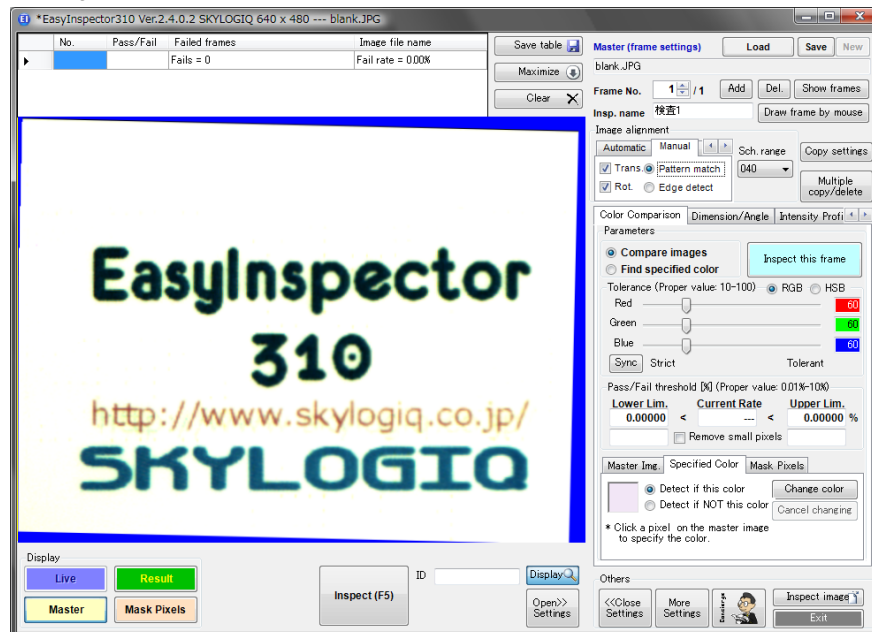 *EasyInspector310 Ver.2.4.0.2 SKYLOGIQ 640 x 480 --- blank.JPG
No. Pass/Fail Failed frames Image file name
Fails = 0 Fail rate = 0.00%
Save table
Maximize
Clear
EasyInspector
310
http://www.skylogiq.co.jp/
SKYLOGIQ
Display
Live Result
Master Mask Pixels
Inspect (F5)
ID
Display
Open>>
Settings
Master (frame settings) Load Save New
blank.JPG
Frame No. 1 / 1 Add Del. Show frames
Insp. name 検査1 Draw frame by mouse
Image alignment
Automatic Manual Sch. range Copy settings
Trans. Pattern match 040
Rot. Edge detect Multiple
copy/delete
Color Comparison Dimension/Angle Intensity Profi
Parameters
Compare images
Find specified color
Inspect this frame
Tolerance (Proper value: 10-100) RGB HSB
Red 60
Green 60
Blue 60
Sync Strict Tolerant
Pass/Fail threshold [%] (Proper value: 0.01%-10%)
Lower Lim. Current Rate Upper Lim.
0.00000 < --- < 0.00000 %
Remove small pixels
Master Img. Specified Color Mask Pixels
Detect if this color Change color
Detect if NOT this color Cancel changing
* Click a pixel on the master image
to specify the color.
Others
<<Close
Settings
More
Settings
Concierge
Inspect image
Exit